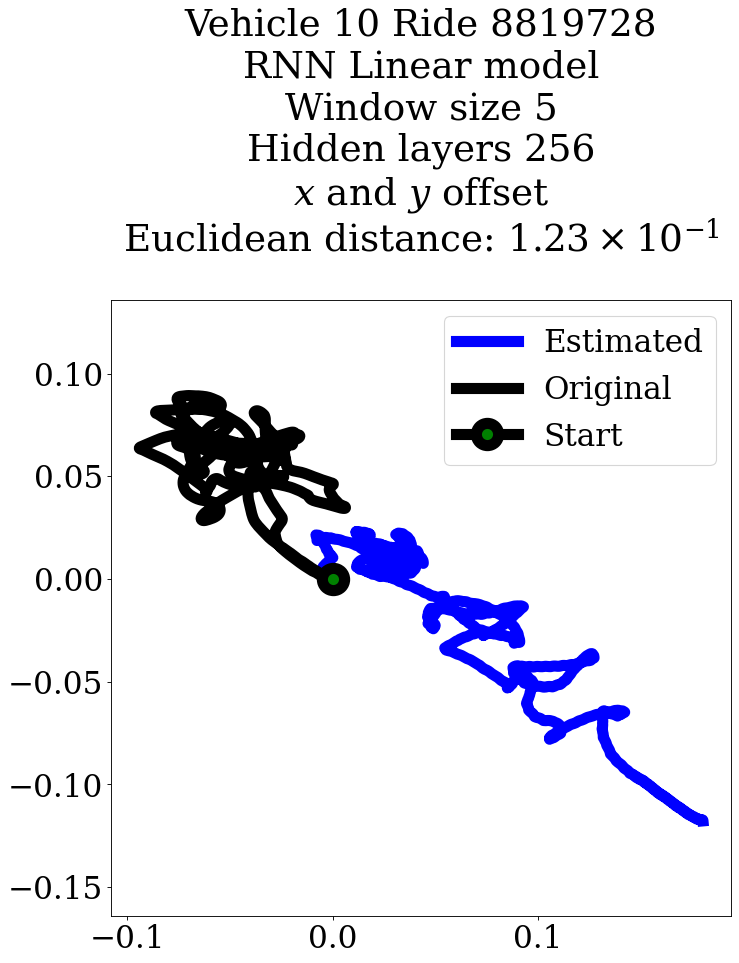 Vehicle 10 Ride 8819728
RNN Linear model
Window size 5
Hidden layers 256
x and y offset
Euclidean distance: 1.23 × 10⁻¹
Estimated
Original
Start
0.10
0.05
0.00
−0.05
−0.10
−0.15
−0.1
0.0
0.1